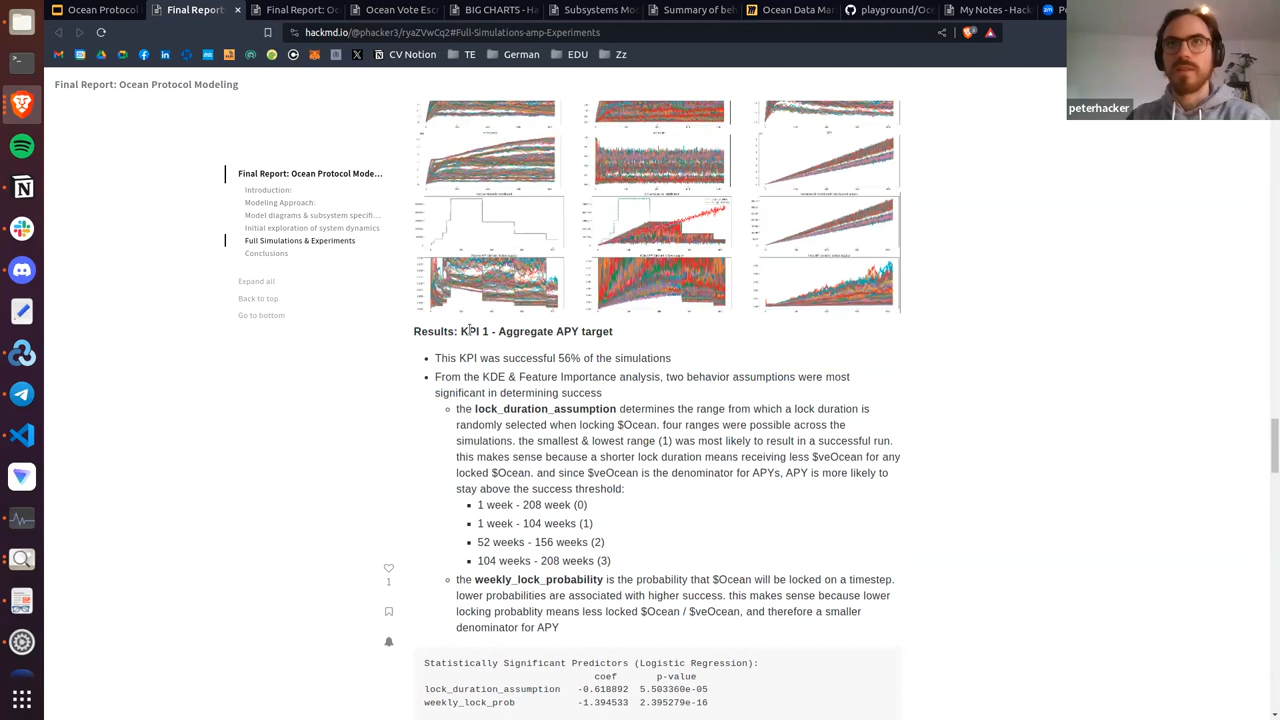 Ocean Protocol
Final Report:
Final Report: Oc
Ocean Vote Esc
BIG CHARTS - Ha
Subsystems Mod
Summary of beh
Ocean Data Mar
playground/Oce
My Notes - Hack
hackmd.io/@phacker3/ryaZVwCq2#Full-Simulations-amp-Experiments
CV Notion
TE
German
EDU
Zz
peterhacker
Final Report: Ocean Protocol Modeling
Final Report: Ocean Protocol Mode...
Introduction:
Modeling Approach:
Model diagrams & subsystem specifi...
Initial exploration of system dynamics
Full Simulations & Experiments
Conclusions
Expand all
Back to top
Go to bottom
Results: KPI 1 - Aggregate APY target
This KPI was successful 56% of the simulations
From the KDE & Feature Importance analysis, two behavior assumptions were most
significant in determining success
the lock_duration_assumption determines the range from which a lock duration is
randomly selected when locking $Ocean. four ranges were possible across the
simulations. the smallest & lowest range (1) was most likely to result in a successful run.
this makes sense because a shorter lock duration means receiving less $veOcean for any
locked $Ocean. and since $veOcean is the denominator for APYs, APY is more likely to
stay above the success threshold:
1 week - 208 week (0)
1 week - 104 weeks (1)
52 weeks - 156 weeks (2)
104 weeks - 208 weeks (3)
the weekly_lock_probability is the probability that $Ocean will be locked on a timestep.
lower probabilities are associated with higher success. this makes sense because lower
locking probablity means less locked $Ocean / $veOcean, and therefore a smaller
denominator for APY
1
Statistically Significant Predictors (Logistic Regression):
coef p-value
lock_duration_assumption -0.618892 5.503360e-05
weekly_lock_prob -1.394533 2.395279e-16